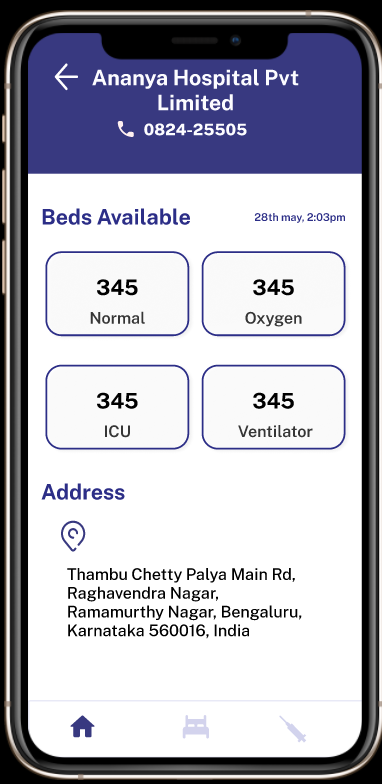 Ananya Hospital Pvt
Limited
0824-25505
Beds Available
28th may, 2:03pm
345
345
Normal
Oxygen
345
345
ICU
Ventilator
Address
Thambu Chetty Palya Main Rd,
Raghavendra Nagar,
Ramamurthy Nagar, Bengaluru,
Karnataka 560016, India